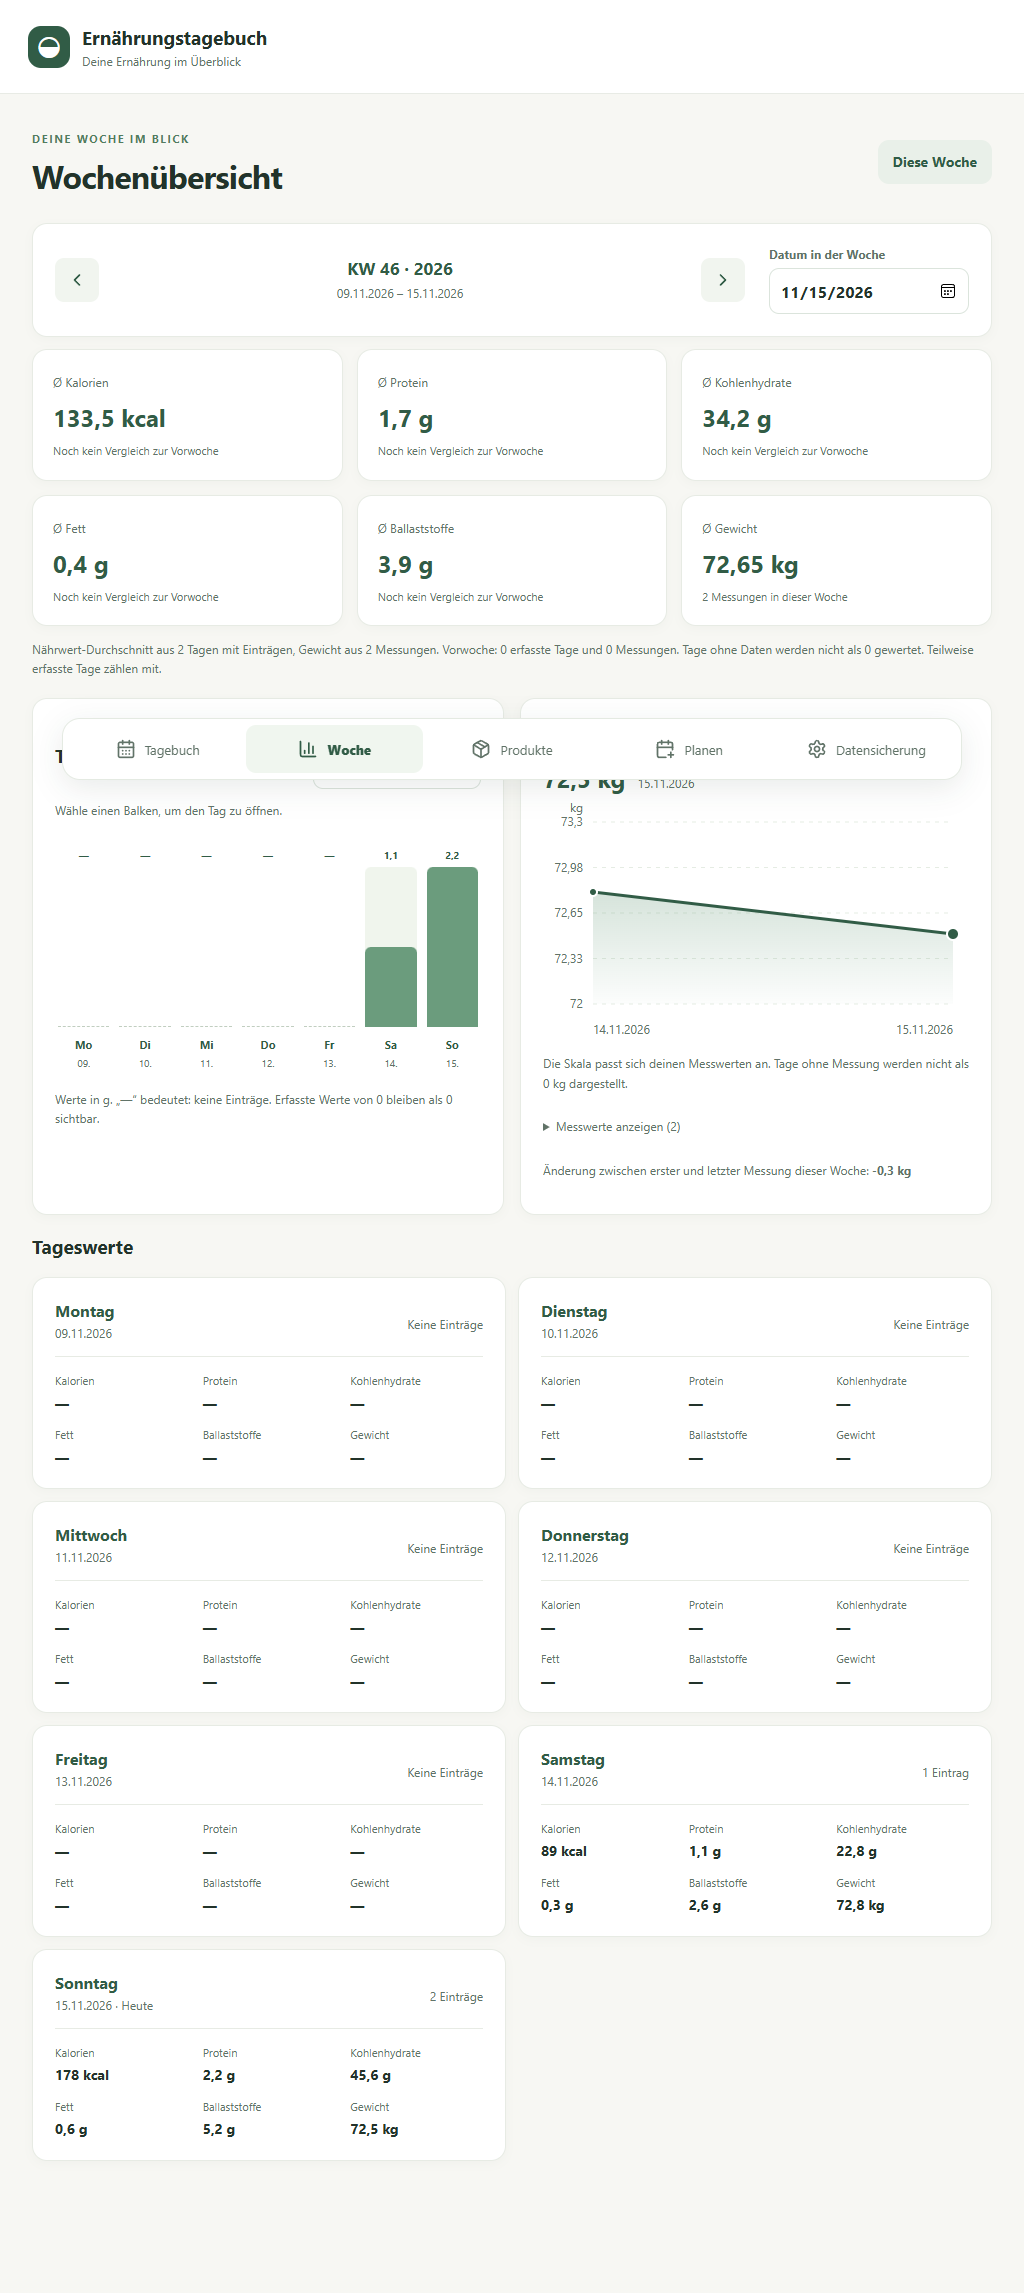 Ernährungstagebuch
Deine Ernährung im Überblick
DEINE WOCHE IM BLICK
Wochenübersicht
Diese Woche
KW 46 · 2026
09.11.2026 – 15.11.2026
Datum in der Woche
11/15/2026
Ø Kalorien
133,5 kcal
Noch kein Vergleich zur Vorwoche
Ø Protein
1,7 g
Noch kein Vergleich zur Vorwoche
Ø Kohlenhydrate
34,2 g
Noch kein Vergleich zur Vorwoche
Ø Fett
0,4 g
Noch kein Vergleich zur Vorwoche
Ø Ballaststoffe
3,9 g
Noch kein Vergleich zur Vorwoche
Ø Gewicht
72,65 kg
2 Messungen in dieser Woche
Nährwert-Durchschnitt aus 2 Tagen mit Einträgen, Gewicht aus 2 Messungen. Vorwoche: 0 erfasste Tage und 0 Messungen. Tage ohne Daten werden nicht als 0 gewertet. Teilweise
erfasste Tage zählen mit.
Tagebuch
Woche
Produkte
Planen
Datensicherung
Wähle einen Balken, um den Tag zu öffnen.
— — — — — 1,1 2,2
Mo Di Mi Do Fr Sa So
09. 10. 11. 12. 13. 14. 15.
Werte in g. „—“ bedeutet: keine Einträge. Erfasste Werte von 0 bleiben als 0
sichtbar.
72,5 kg 15.11.2026
kg
73,3
72,98
72,65
72,33
72
14.11.2026 15.11.2026
Die Skala passt sich deinen Messwerten an. Tage ohne Messung werden nicht als
0 kg dargestellt.
Messwerte anzeigen (2)
Änderung zwischen erster und letzter Messung dieser Woche: -0,3 kg
Tageswerte
Montag
09.11.2026
Keine Einträge
Kalorien Protein Kohlenhydrate
— — —
Fett Ballaststoffe Gewicht
— — —
Dienstag
10.11.2026
Keine Einträge
Kalorien Protein Kohlenhydrate
— — —
Fett Ballaststoffe Gewicht
— — —
Mittwoch
11.11.2026
Keine Einträge
Kalorien Protein Kohlenhydrate
— — —
Fett Ballaststoffe Gewicht
— — —
Donnerstag
12.11.2026
Keine Einträge
Kalorien Protein Kohlenhydrate
— — —
Fett Ballaststoffe Gewicht
— — —
Freitag
13.11.2026
Keine Einträge
Kalorien Protein Kohlenhydrate
— — —
Fett Ballaststoffe Gewicht
— — —
Samstag
14.11.2026
1 Eintrag
Kalorien Protein Kohlenhydrate
89 kcal 1,1 g 22,8 g
Fett Ballaststoffe Gewicht
0,3 g 2,6 g 72,8 kg
Sonntag
15.11.2026 · Heute
2 Einträge
Kalorien Protein Kohlenhydrate
178 kcal 2,2 g 45,6 g
Fett Ballaststoffe Gewicht
0,6 g 5,2 g 72,5 kg